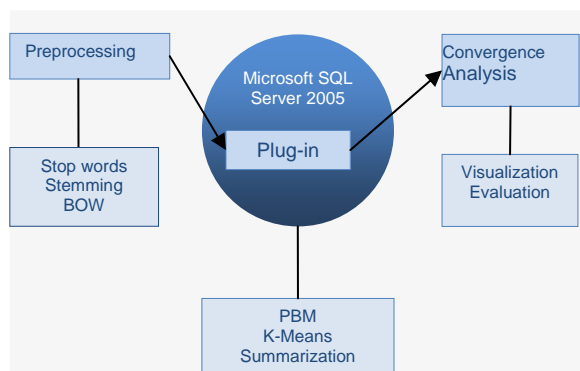 Preprocessing
Stop words
Stemming
BOW
Microsoft SQL
Server 2005
Plug-in
PBM
K-Means
Summarization
Convergence
Analysis
Visualization
Evaluation